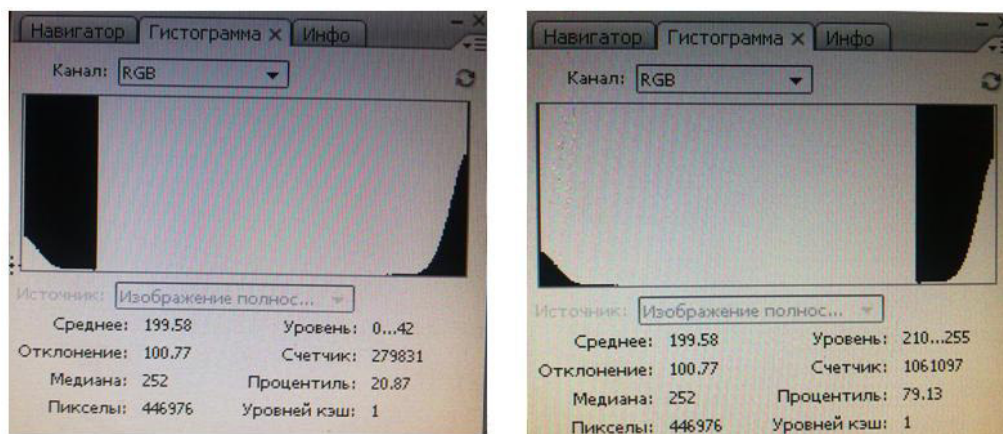 Навигатор Гистограмма × Инфо
Канал: RGB
Источник: Изображение полнос...
Среднее: 199.58 Уровень: 0...42
Отклонение: 100.77 Счетчик: 279831
Медиана: 252 Процентиль: 20.87
Пикселы: 446976 Уровней кэш: 1
Навигатор Гистограмма × Инфо
Канал: RGB
Источник: Изображение полнос...
Среднее: 199.58 Уровень: 210...255
Отклонение: 100.77 Счетчик: 1061097
Медиана: 252 Процентиль: 79.13
Пикселы: 446976 Уровней кэш: 1